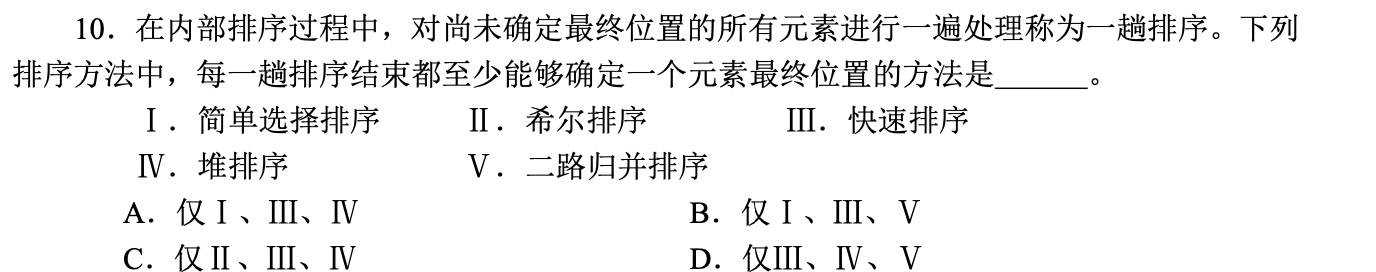 10．在内部排序过程中，对尚未确定最终位置的所有元素进行一遍处理称为一趟排序。下列
排序方法中，每一趟排序结束都至少能够确定一个元素最终位置的方法是______。
Ⅰ．简单选择排序 Ⅱ．希尔排序 Ⅲ．快速排序
Ⅳ．堆排序 Ⅴ．二路归并排序
A．仅Ⅰ、Ⅲ、Ⅳ B．仅Ⅰ、Ⅲ、Ⅴ
C．仅Ⅱ、Ⅲ、Ⅳ D．仅Ⅲ、Ⅳ、Ⅴ